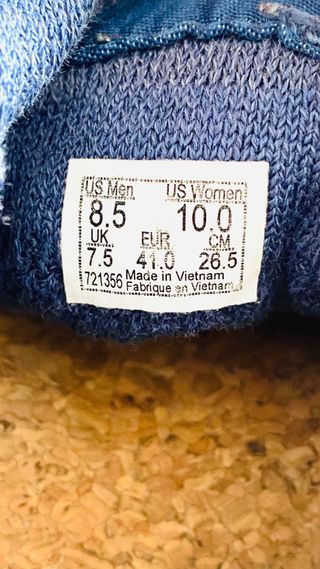 US Men US Women
8.5 10.0
UK EUR CM
7.5 41.0 26.5
721356 Made in Vietnam
Fabrique en Vietnam